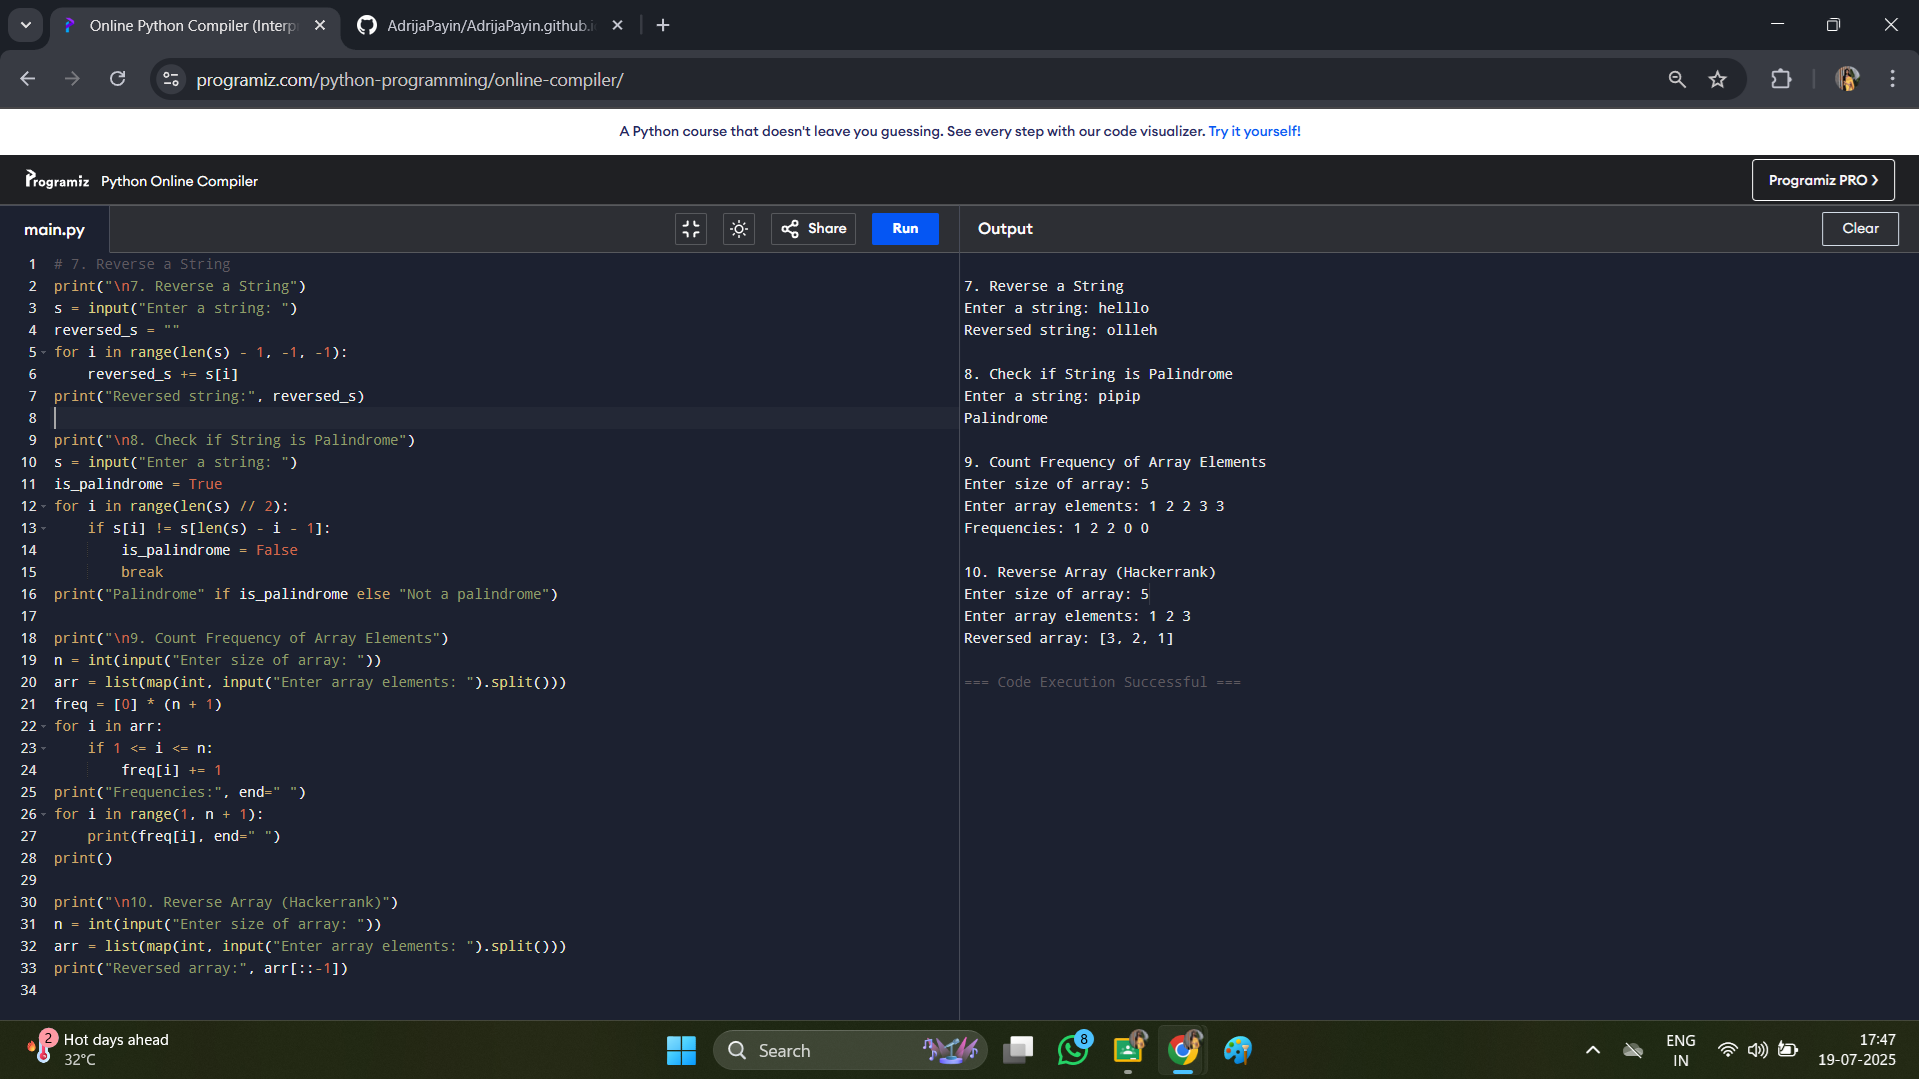 Online Python Compiler (Interp
AdrijaPayin/AdrijaPayin.github.i
programiz.com/python-programming/online-compiler/
A Python course that doesn't leave you guessing. See every step with our code visualizer. Try it yourself!
Programiz Python Online Compiler
Programiz PRO ›
main.py
Share
Run
Output
Clear
1 # 7. Reverse a String
2 print("\n7. Reverse a String")
3 s = input("Enter a string: ")
4 reversed_s = ""
5 for i in range(len(s) - 1, -1, -1):
6     reversed_s += s[i]
7 print("Reversed string:", reversed_s)
8
9 print("\n8. Check if String is Palindrome")
10 s = input("Enter a string: ")
11 is_palindrome = True
12 for i in range(len(s) // 2):
13     if s[i] != s[len(s) - i - 1]:
14         is_palindrome = False
15         break
16 print("Palindrome" if is_palindrome else "Not a palindrome")
17
18 print("\n9. Count Frequency of Array Elements")
19 n = int(input("Enter size of array: "))
20 arr = list(map(int, input("Enter array elements: ").split()))
21 freq = [0] * (n + 1)
22 for i in arr:
23     if 1 <= i <= n:
24         freq[i] += 1
25 print("Frequencies:", end=" ")
26 for i in range(1, n + 1):
27     print(freq[i], end=" ")
28 print()
29
30 print("\n10. Reverse Array (Hackerrank)")
31 n = int(input("Enter size of array: "))
32 arr = list(map(int, input("Enter array elements: ").split()))
33 print("Reversed array:", arr[::-1])
34
7. Reverse a String
Enter a string: helllo
Reversed string: ollleh
8. Check if String is Palindrome
Enter a string: pipip
Palindrome
9. Count Frequency of Array Elements
Enter size of array: 5
Enter array elements: 1 2 2 3 3
Frequencies: 1 2 2 0 0
10. Reverse Array (Hackerrank)
Enter size of array: 5
Enter array elements: 1 2 3
Reversed array: [3, 2, 1]
=== Code Execution Successful ===
2
Hot days ahead
32°C
Search
8
ENG
IN
17:47
19-07-2025